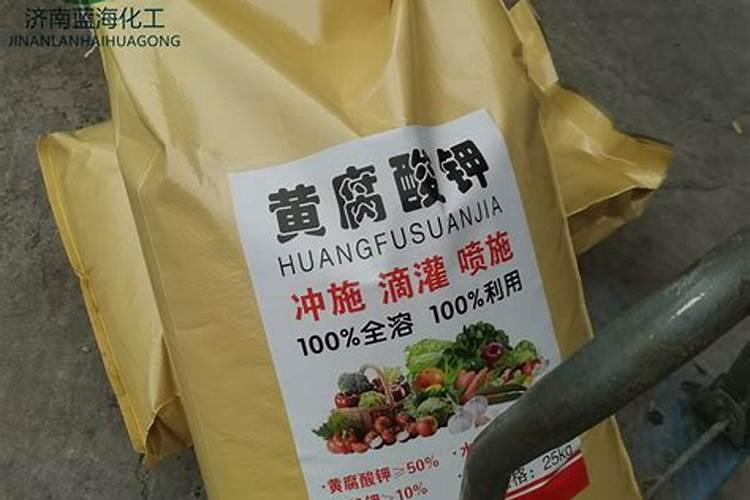 济南蓝海化工
JINANLANHAIHUAGONG
黄腐酸钾
HUANGFUSUANJIA
冲施 滴灌 喷施
100%全溶 100%利用
·黄腐酸钾≥50% ·水
≥10% 格：25kg